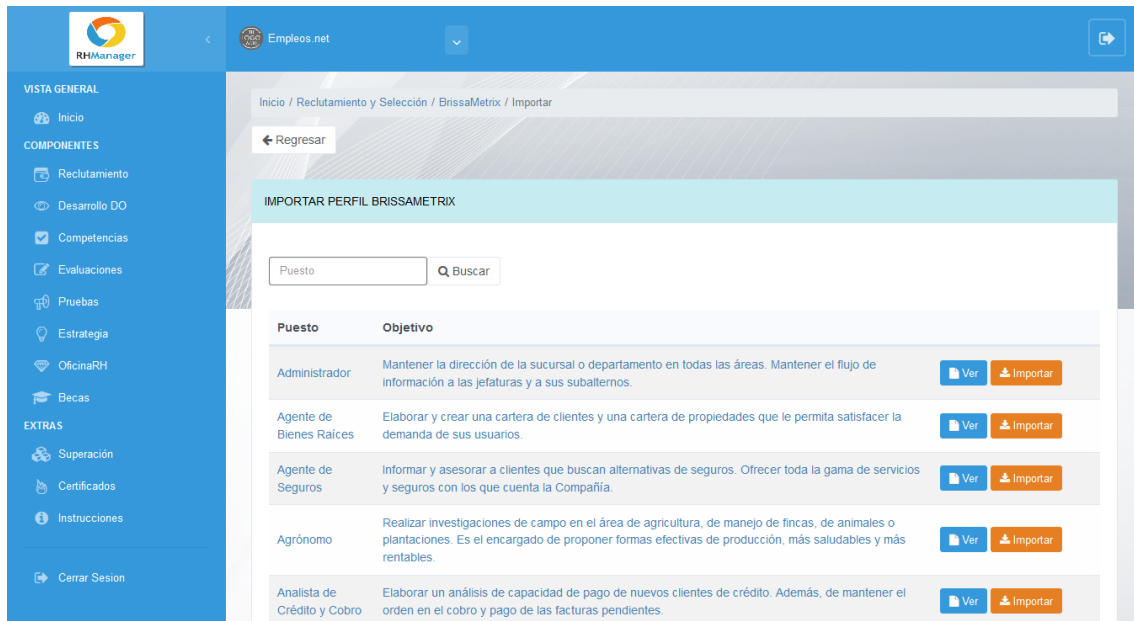 RHManager
Empleos.net
VISTA GENERAL
Inicio
COMPONENTES
Reclutamiento
Desarrollo DO
Competencias
Evaluaciones
Pruebas
Estrategia
OficinaRH
Becas
EXTRAS
Superación
Certificados
Instrucciones
Cerrar Sesion
Inicio / Reclutamiento y Selección / BrissaMetrix / Importar
Regresar
IMPORTAR PERFIL BRISSAMETRIX
Puesto Buscar
Puesto Objetivo
Administrador
Mantener la dirección de la sucursal o departamento en todas las áreas. Mantener el flujo de
información a las jefaturas y a sus subalternos.
Ver Importar
Agente de
Bienes Raíces
Elaborar y crear una cartera de clientes y una cartera de propiedades que le permita satisfacer la
demanda de sus usuarios.
Ver Importar
Agente de
Seguros
Informar y asesorar a clientes que buscan alternativas de seguros. Ofrecer toda la gama de servicios
y seguros con los que cuenta la Compañía.
Ver Importar
Agrónomo
Realizar investigaciones de campo en el área de agricultura, de manejo de fincas, de animales o
plantaciones. Es el encargado de proponer formas efectivas de producción, más saludables y más
rentables.
Ver Importar
Analista de
Crédito y Cobro
Elaborar un análisis de capacidad de pago de nuevos clientes de crédito. Además, de mantener el
orden en el cobro y pago de las facturas pendientes.
Ver Importar